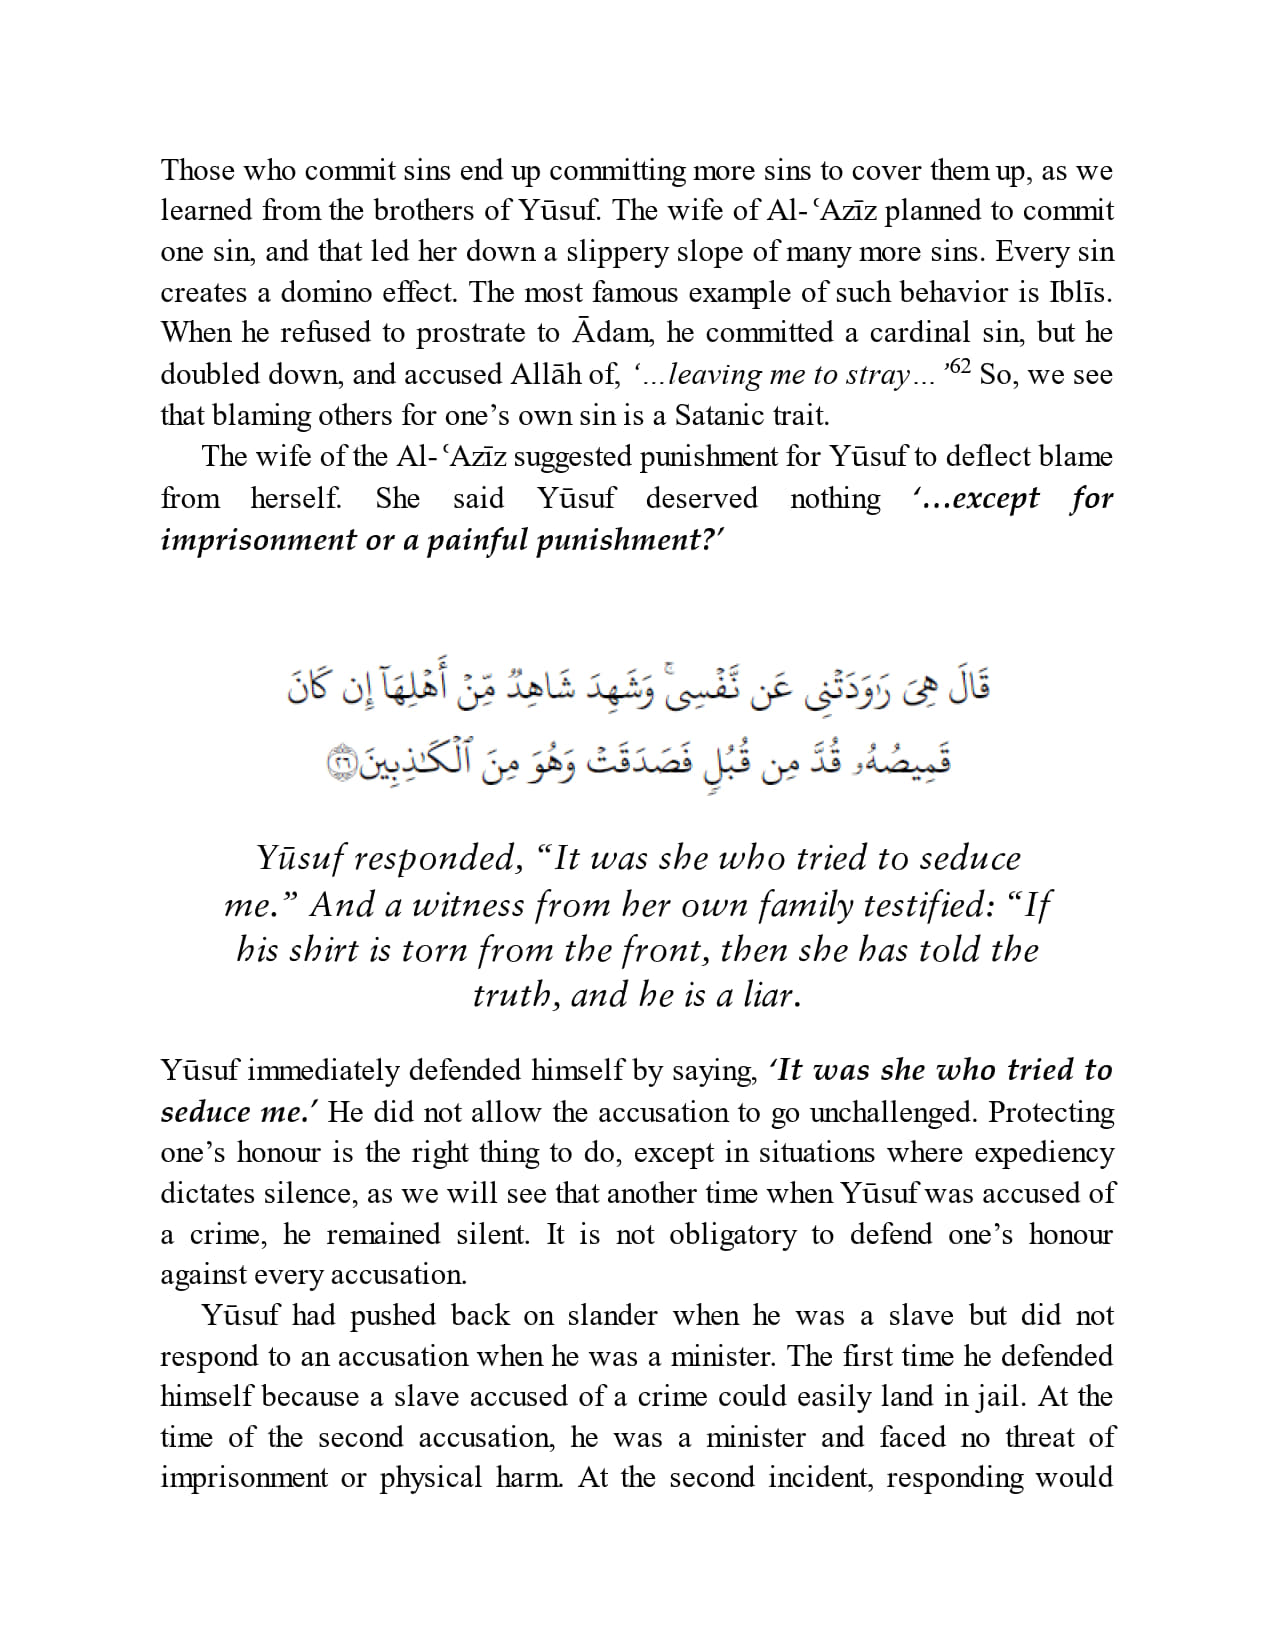 Those who commit sins end up committing more sins to cover them up, as we
learned from the brothers of Yūsuf. The wife of Al-ʿAzīz planned to commit
one sin, and that led her down a slippery slope of many more sins. Every sin
creates a domino effect. The most famous example of such behavior is Iblīs.
When he refused to prostrate to Ādam, he committed a cardinal sin, but he
doubled down, and accused Allāh of, ‘…leaving me to stray…’62 So, we see
that blaming others for one’s own sin is a Satanic trait.
The wife of the Al-ʿAzīz suggested punishment for Yūsuf to deflect blame
from herself. She said Yūsuf deserved nothing ‘…except for
imprisonment or a painful punishment?’
قَالَ هِىَ رَٰوَدَتْنِى عَن نَّفْسِى ۚ وَشَهِدَ شَاهِدٌ مِّنْ أَهْلِهَآ إِن كَانَ
قَمِيصُهُۥ قُدَّ مِن قُبُلٍ فَصَدَقَتْ وَهُوَ مِنَ ٱلْكَـٰذِبِينَ ٢٦
Yūsuf responded, “It was she who tried to seduce
me.” And a witness from her own family testified: “If
his shirt is torn from the front, then she has told the
truth, and he is a liar.
Yūsuf immediately defended himself by saying, ‘It was she who tried to
seduce me.’ He did not allow the accusation to go unchallenged. Protecting
one’s honour is the right thing to do, except in situations where expediency
dictates silence, as we will see that another time when Yūsuf was accused of
a crime, he remained silent. It is not obligatory to defend one’s honour
against every accusation.
Yūsuf had pushed back on slander when he was a slave but did not
respond to an accusation when he was a minister. The first time he defended
himself because a slave accused of a crime could easily land in jail. At the
time of the second accusation, he was a minister and faced no threat of
imprisonment or physical harm. At the second incident, responding would